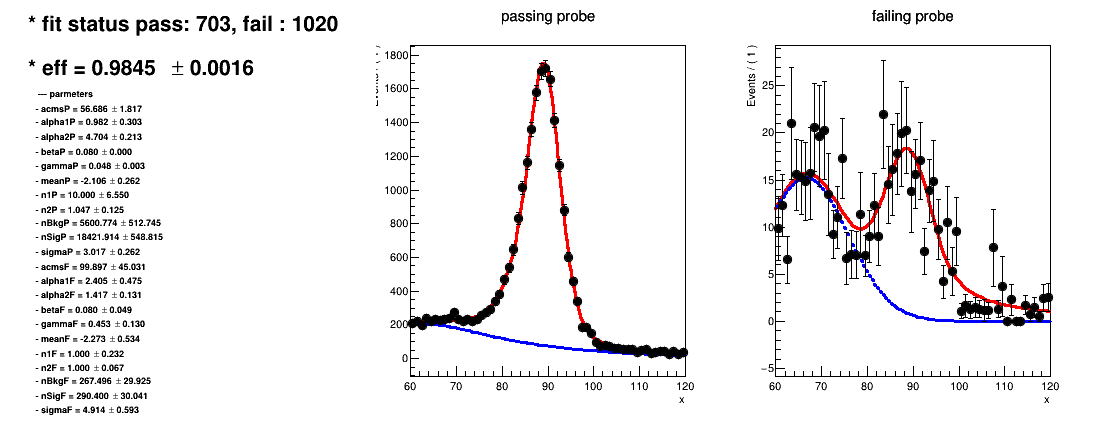 * fit status pass: 703, fail : 1020
* eff = 0.9845 ± 0.0016
--- parmeters
- acmsP = 56.686 ± 1.817
- alpha1P = 0.982 ± 0.303
- alpha2P = 4.704 ± 0.213
- betaP = 0.080 ± 0.000
- gammaP = 0.048 ± 0.003
- meanP = -2.106 ± 0.262
- n1P = 10.000 ± 6.550
- n2P = 1.047 ± 0.125
- nBkgP = 5600.774 ± 512.745
- nSigP = 18421.914 ± 548.815
- sigmaP = 3.017 ± 0.262
- acmsF = 99.897 ± 45.031
- alpha1F = 2.405 ± 0.475
- alpha2F = 1.417 ± 0.131
- betaF = 0.080 ± 0.049
- gammaF = 0.453 ± 0.130
- meanF = -2.273 ± 0.534
- n1F = 1.000 ± 0.232
- n2F = 1.000 ± 0.067
- nBkgF = 267.496 ± 29.925
- nSigF = 290.400 ± 30.041
- sigmaF = 4.914 ± 0.593
passing probe
1800
1600
1400
1200
1000
800
600
400
200
0
60 70 80 90 100 110 120
x
failing probe
Events / ( 1 )
25
20
15
10
5
0
−5
60 70 80 90 100 110 120
x